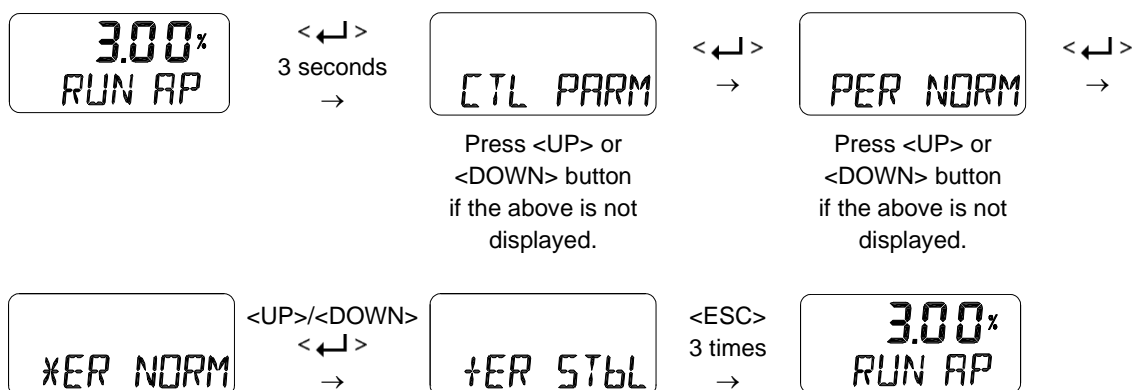 3.00%
RUN AP
<↵>
3 seconds
→
CTL PARM
Press <UP> or
<DOWN> button
if the above is not
displayed.
<↵>
→
PER NORM
Press <UP> or
<DOWN> button
if the above is not
displayed.
<↵>
→
*ER NORM
<UP>/<DOWN>
<↵>
→
+ER STbL
<ESC>
3 times
→
3.00%
RUN AP